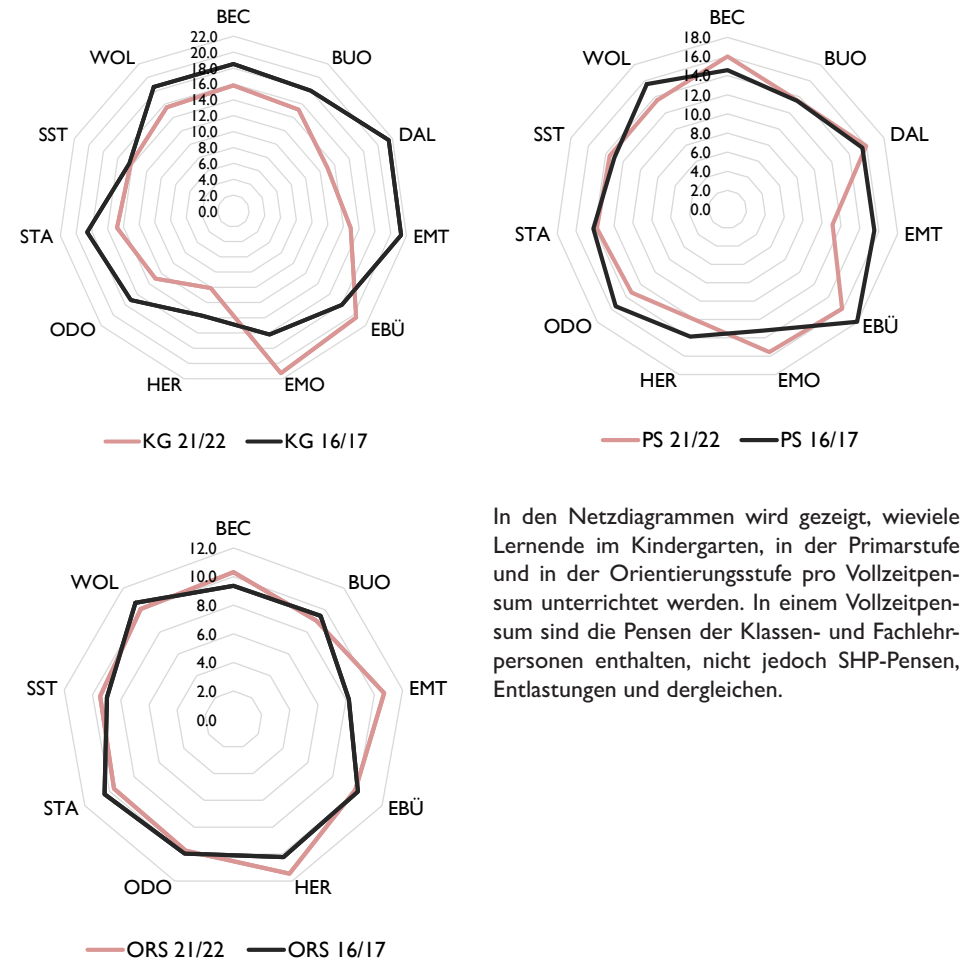 BEC
BUO
DAL
EMT
EBÜ
EMO
HER
ODO
STA
SST
WOL
22.0
20.0
18.0
16.0
14.0
12.0
10.0
8.0
6.0
4.0
2.0
0.0
KG 21/22 KG 16/17
BEC
BUO
DAL
EMT
EBÜ
EMO
HER
ODO
STA
SST
WOL
18.0
16.0
14.0
12.0
10.0
8.0
6.0
4.0
2.0
0.0
PS 21/22 PS 16/17
BEC
BUO
EMT
EBÜ
HER
ODO
STA
SST
WOL
12.0
10.0
8.0
6.0
4.0
2.0
0.0
ORS 21/22 ORS 16/17
In den Netzdiagrammen wird gezeigt, wieviele
Lernende im Kindergarten, in der Primarstufe
und in der Orientierungsstufe pro Vollzeitpen-
sum unterrichtet werden. In einem Vollzeitpen-
sum sind die Pensen der Klassen- und Fachlehr-
personen enthalten, nicht jedoch SHP-Pensen,
Entlastungen und dergleichen.